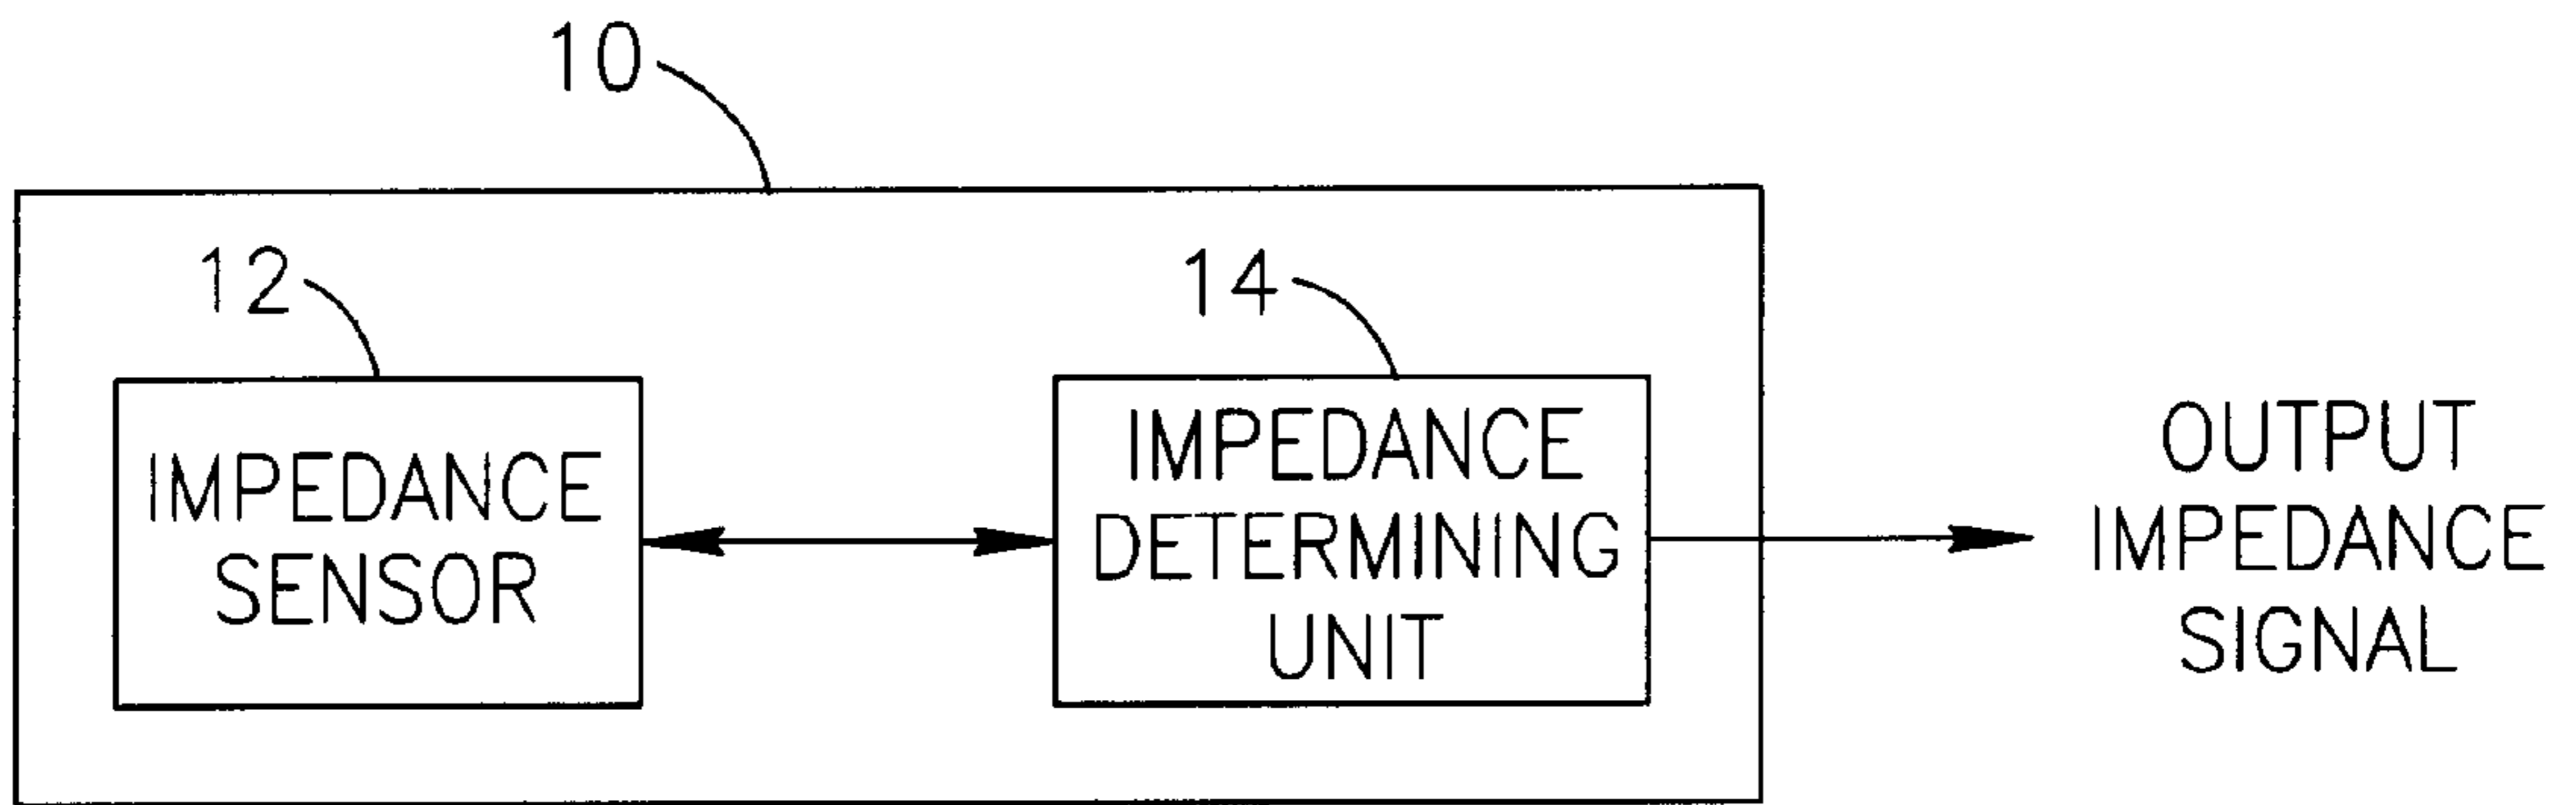 10
12
14
IMPEDANCE
SENSOR
IMPEDANCE
DETERMINING
UNIT
OUTPUT
IMPEDANCE
SIGNAL